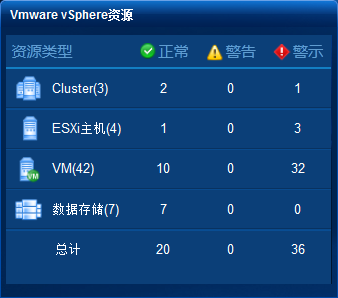 Vmware vSphere资源
资源类型 正常 警告 警示
Cluster(3) 2 0 1
ESXi主机(4) 1 0 3
VM(42) 10 0 32
数据存储(7) 7 0 0
总计 20 0 36